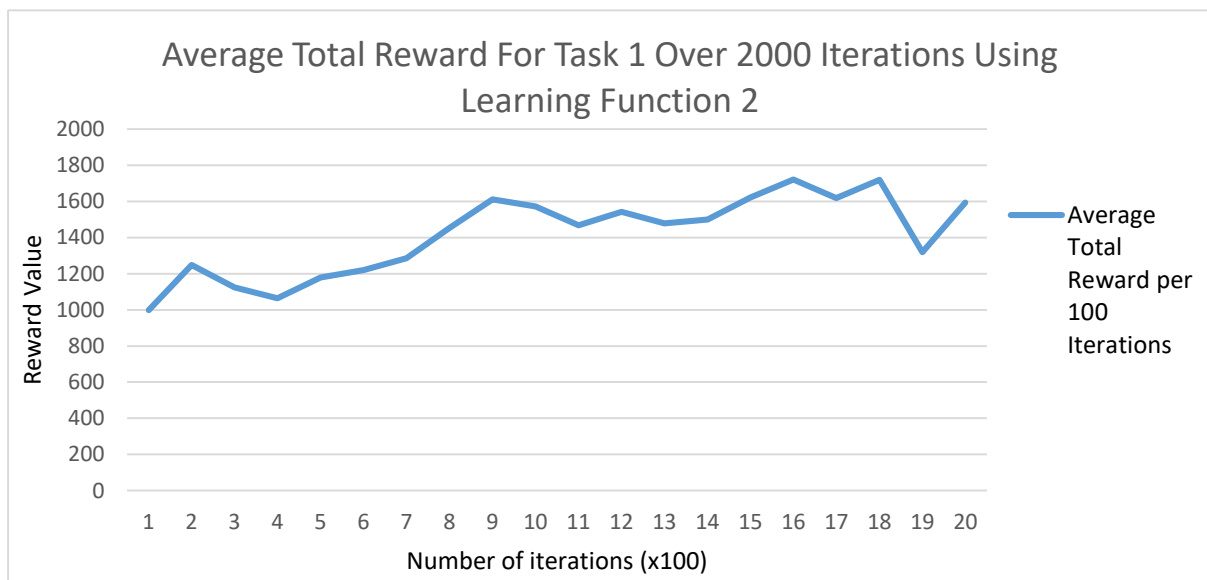 Average Total Reward For Task 1 Over 2000 Iterations Using
Learning Function 2
2000
1800
1600
1400
1200
1000
800
600
400
200
0
Reward Value
1 2 3 4 5 6 7 8 9 10 11 12 13 14 15 16 17 18 19 20
Number of iterations (x100)
Average
Total
Reward per
100
Iterations